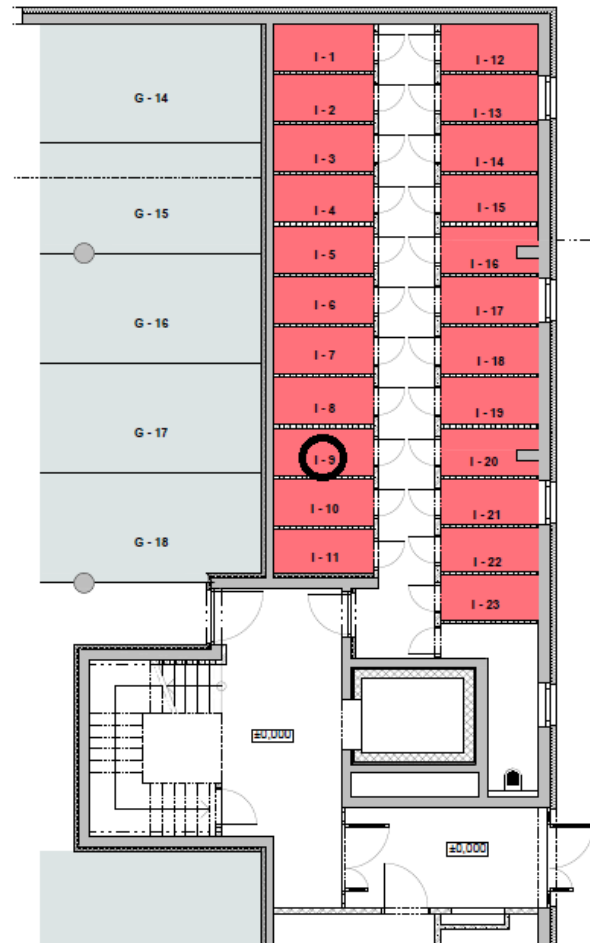 G - 14
G - 15
G - 16
G - 17
G - 18
I - 1
I - 2
I - 3
I - 4
I - 5
I - 6
I - 7
I - 8
I - 9
I - 10
I - 11
I - 12
I - 13
I - 14
I - 15
I - 16
I - 17
I - 18
I - 19
I - 20
I - 21
I - 22
I - 23
±0,000
±0,000